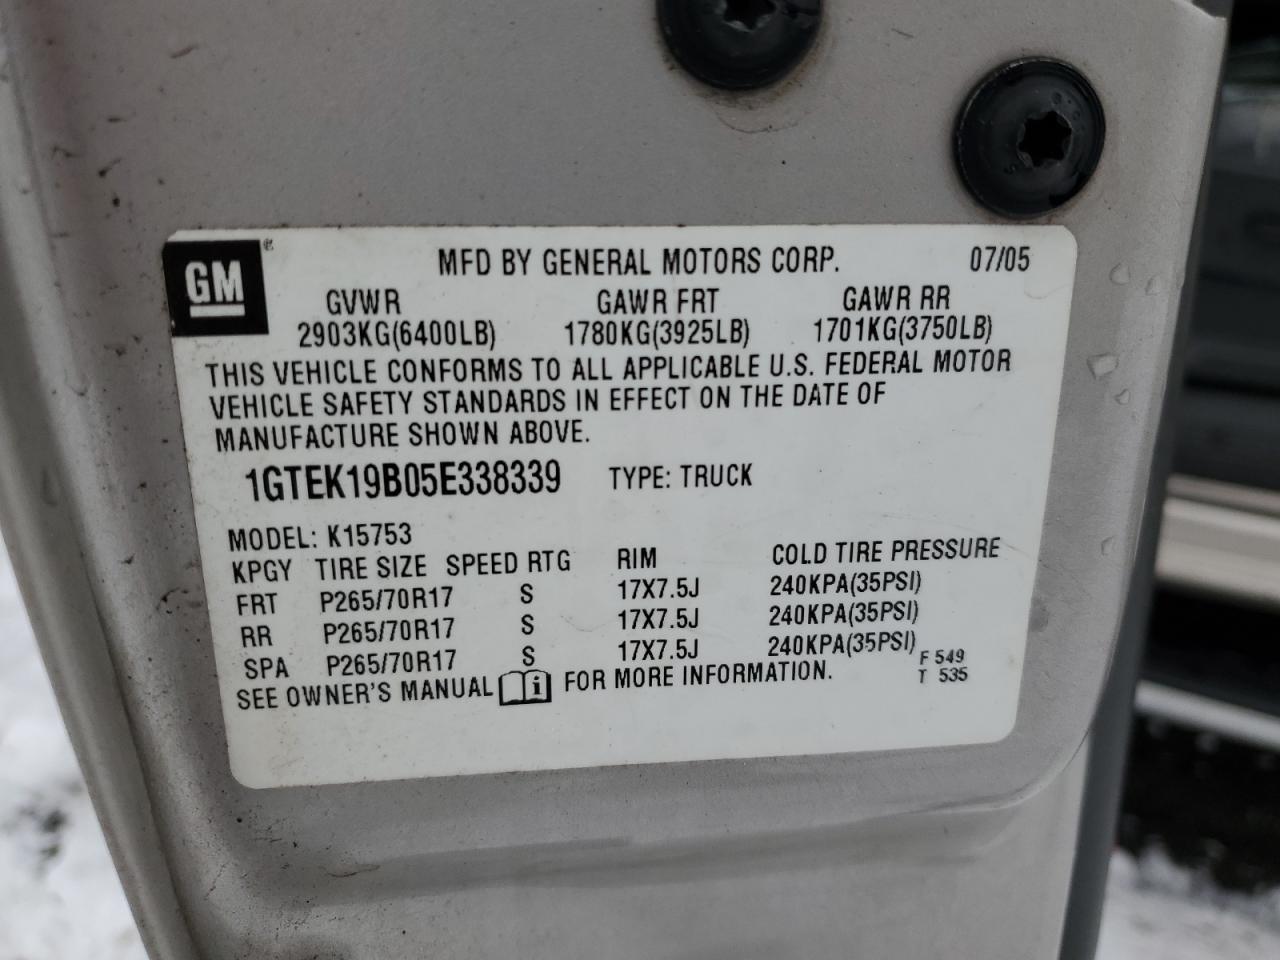 GM
MFD BY GENERAL MOTORS CORP. 07/05
GVWR GAWR FRT GAWR RR
2903KG(6400LB) 1780KG(3925LB) 1701KG(3750LB)
THIS VEHICLE CONFORMS TO ALL APPLICABLE U.S. FEDERAL MOTOR
VEHICLE SAFETY STANDARDS IN EFFECT ON THE DATE OF
MANUFACTURE SHOWN ABOVE.
1GTEK19B05E338339 TYPE: TRUCK
MODEL: K15753
KPGY TIRE SIZE SPEED RTG RIM COLD TIRE PRESSURE
FRT P265/70R17 S 17X7.5J 240KPA(35PSI)
RR P265/70R17 S 17X7.5J 240KPA(35PSI)
SPA P265/70R17 S 17X7.5J 240KPA(35PSI)
F 549
T 535
SEE OWNER'S MANUAL i FOR MORE INFORMATION.